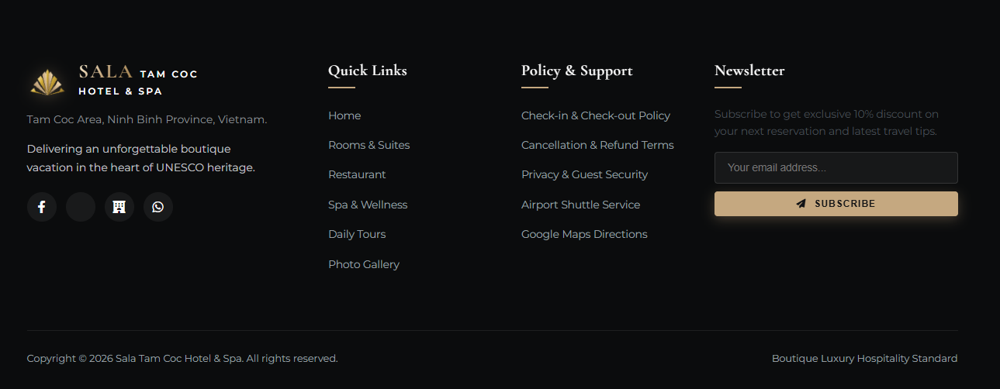 SALA TAM COC
HOTEL & SPA
Tam Coc Area, Ninh Binh Province, Vietnam.
Delivering an unforgettable boutique
vacation in the heart of UNESCO heritage.
Quick Links
Home
Rooms & Suites
Restaurant
Spa & Wellness
Daily Tours
Photo Gallery
Policy & Support
Check-in & Check-out Policy
Cancellation & Refund Terms
Privacy & Guest Security
Airport Shuttle Service
Google Maps Directions
Newsletter
Subscribe to get exclusive 10% discount on
your next reservation and latest travel tips.
Your email address...
SUBSCRIBE
Copyright © 2026 Sala Tam Coc Hotel & Spa. All rights reserved.
Boutique Luxury Hospitality Standard